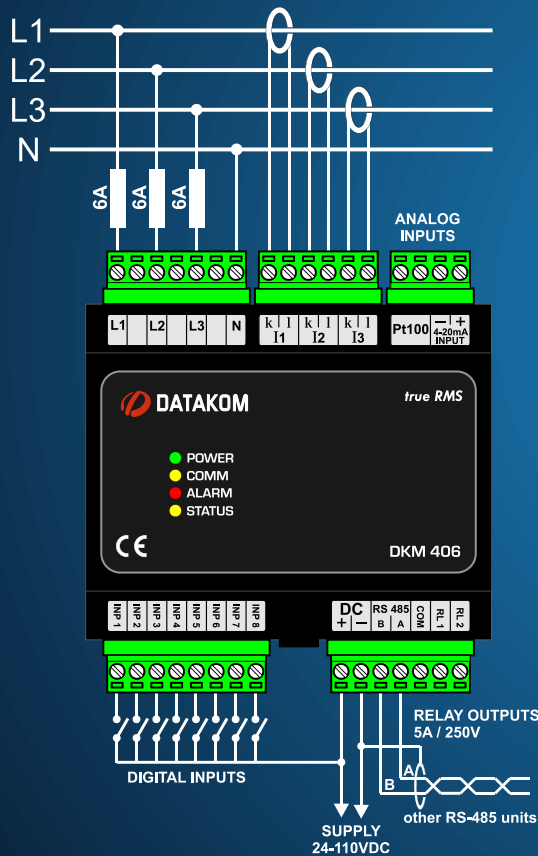 L1
L2
L3
N
6A
6A
6A
ANALOG
INPUTS
L1 L2 L3 N
k l k l k l
I1 I2 I3
Pt100 − +
4-20mA
INPUT
DATAKOM
true RMS
POWER
COMM
ALARM
STATUS
CE
DKM 406
INP 1 INP 2 INP 3 INP 4 INP 5 INP 6 INP 7 INP 8
DC RS 485 COM RL 1 RL 2
+ − B A
RELAY OUTPUTS
5A / 250V
DIGITAL INPUTS
A
B
other RS-485 units
SUPPLY
24-110VDC